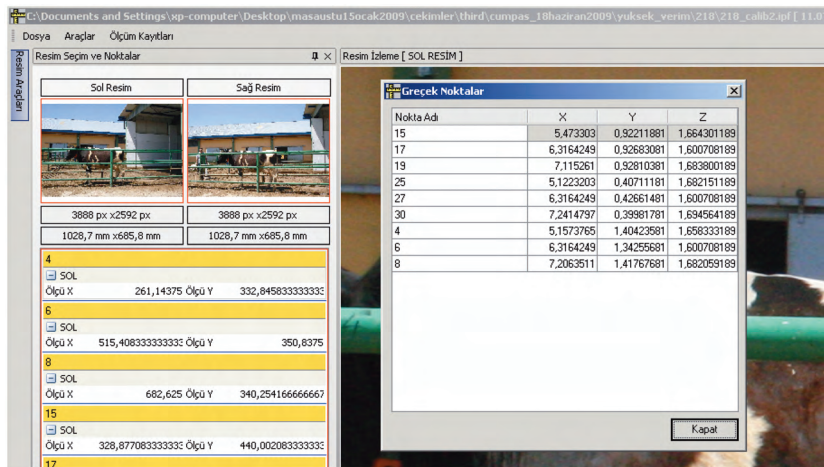 C:\Documents and Settings\xp-computer\Desktop\masaustu15ocak2009\cekimler\third\cumpas_18haziran2009\yuksek_verim\218\218_calib2.ipf [ 11.0
Dosya Araçlar Ölçüm Kayıtları
Resim Araçları
Resim Seçim ve Noktalar
Resim İzleme [ SOL RESİM ]
Sol Resim Sağ Resim
3888 px x2592 px 3888 px x2592 px
1028,7 mm x685,8 mm 1028,7 mm x685,8 mm
4
SOL
Ölçü X 261,14375 Ölçü Y 332,845833333333
6
SOL
Ölçü X 515,408333333333 Ölçü Y 350,8375
8
SOL
Ölçü X 682,625 Ölçü Y 340,254166666667
15
SOL
Ölçü X 328,877083333333 Ölçü Y 440,002083333333
17
Greçek Noktalar
Nokta Adı X Y Z
15 5,473303 0,92211881 1,664301189
17 6,3164249 0,92683081 1,600708189
19 7,115261 0,92810381 1,683800189
25 5,1223203 0,40711181 1,682151189
27 6,3164249 0,42661481 1,600708189
30 7,2414797 0,39981781 1,694564189
4 5,1573765 1,40423581 1,658333189
6 6,3164249 1,34255681 1,600708189
8 7,2063511 1,41767681 1,682059189
Kapat